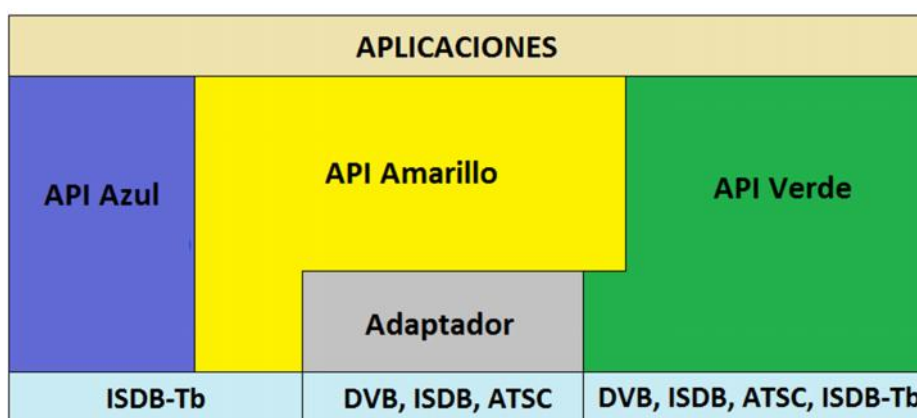 APLICACIONES
API Azul
API Amarillo
API Verde
Adaptador
ISDB-Tb
DVB, ISDB, ATSC
DVB, ISDB, ATSC, ISDB-Tb